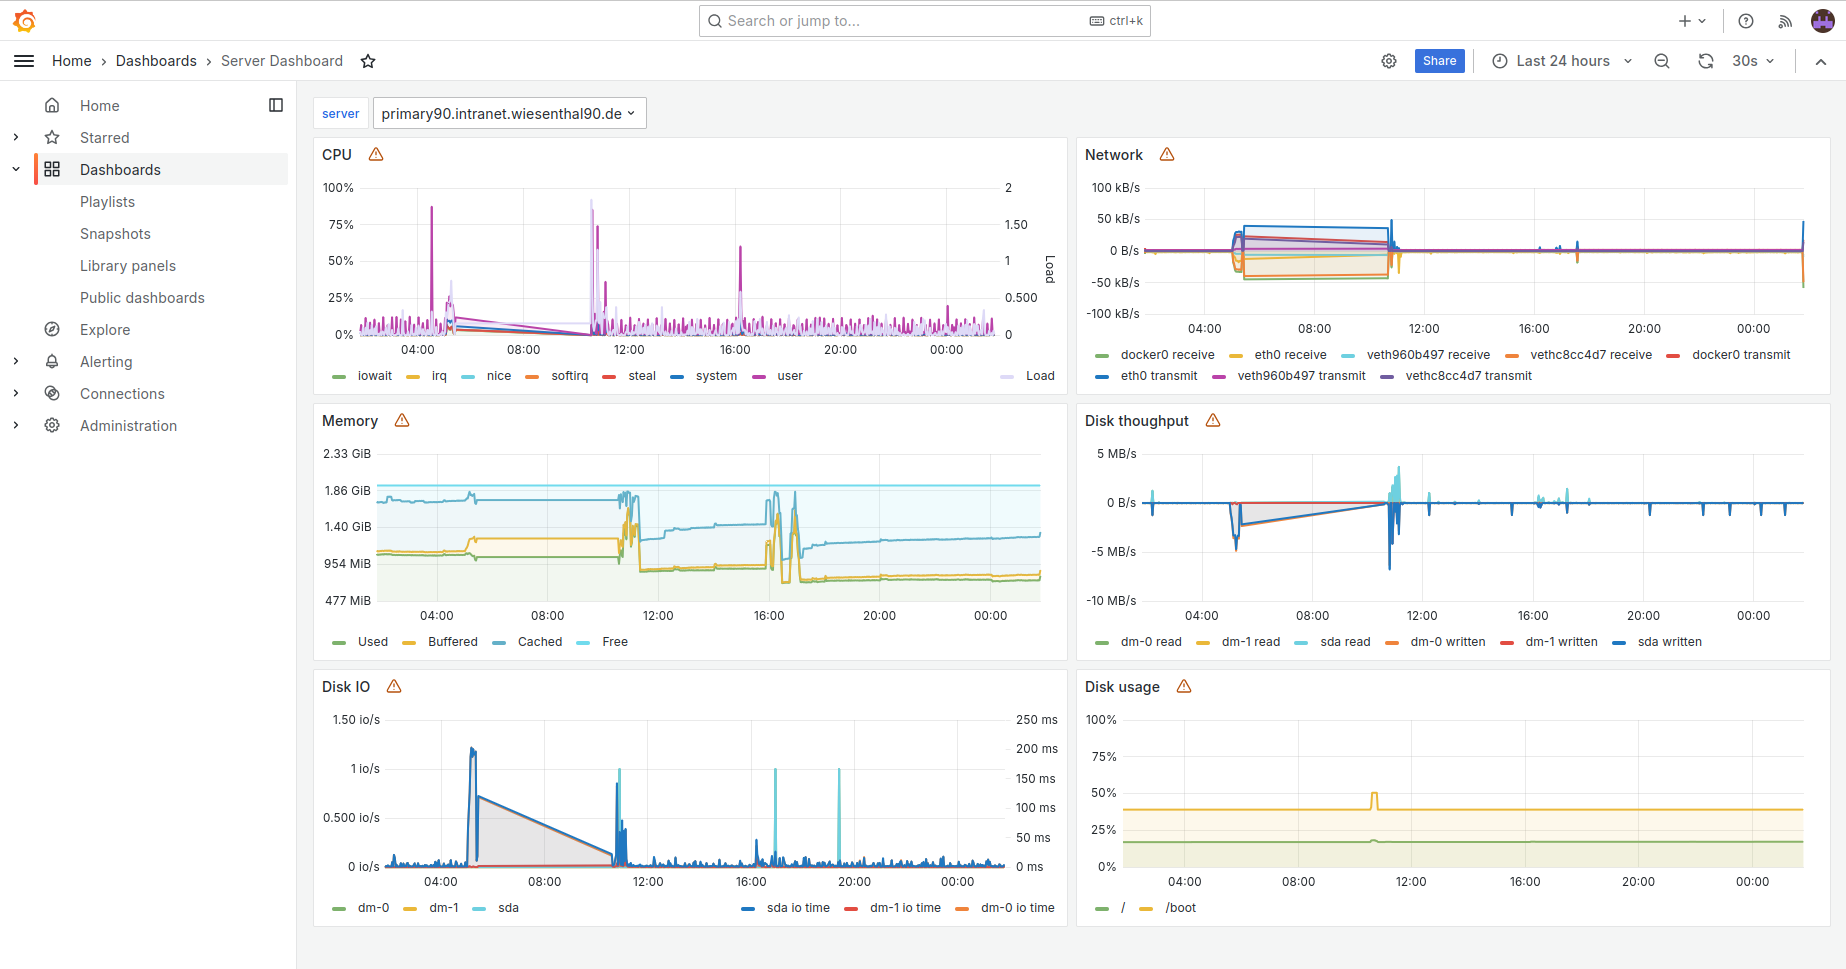 Search or jump to...
ctrl+k
Home › Dashboards › Server Dashboard
Share
Last 24 hours
30s
Home
Starred
Dashboards
Playlists
Snapshots
Library panels
Public dashboards
Explore
Alerting
Connections
Administration
server
primary90.intranet.wiesenthal90.de
CPU
100%
75%
50%
25%
0%
2
1.50
1
0.500
0
Load
04:00 08:00 12:00 16:00 20:00 00:00
iowait irq nice softirq steal system user Load
Network
100 kB/s
50 kB/s
0 B/s
-50 kB/s
-100 kB/s
04:00 08:00 12:00 16:00 20:00 00:00
docker0 receive eth0 receive veth960b497 receive vethc8cc4d7 receive docker0 transmit
eth0 transmit veth960b497 transmit vethc8cc4d7 transmit
Memory
2.33 GiB
1.86 GiB
1.40 GiB
954 MiB
477 MiB
04:00 08:00 12:00 16:00 20:00 00:00
Used Buffered Cached Free
Disk thoughput
5 MB/s
0 B/s
-5 MB/s
-10 MB/s
04:00 08:00 12:00 16:00 20:00 00:00
dm-0 read dm-1 read sda read dm-0 written dm-1 written sda written
Disk IO
1.50 io/s
1 io/s
0.500 io/s
0 io/s
250 ms
200 ms
150 ms
100 ms
50 ms
0 ms
04:00 08:00 12:00 16:00 20:00 00:00
dm-0 dm-1 sda sda io time dm-1 io time dm-0 io time
Disk usage
100%
75%
50%
25%
0%
04:00 08:00 12:00 16:00 20:00 00:00
/ /boot